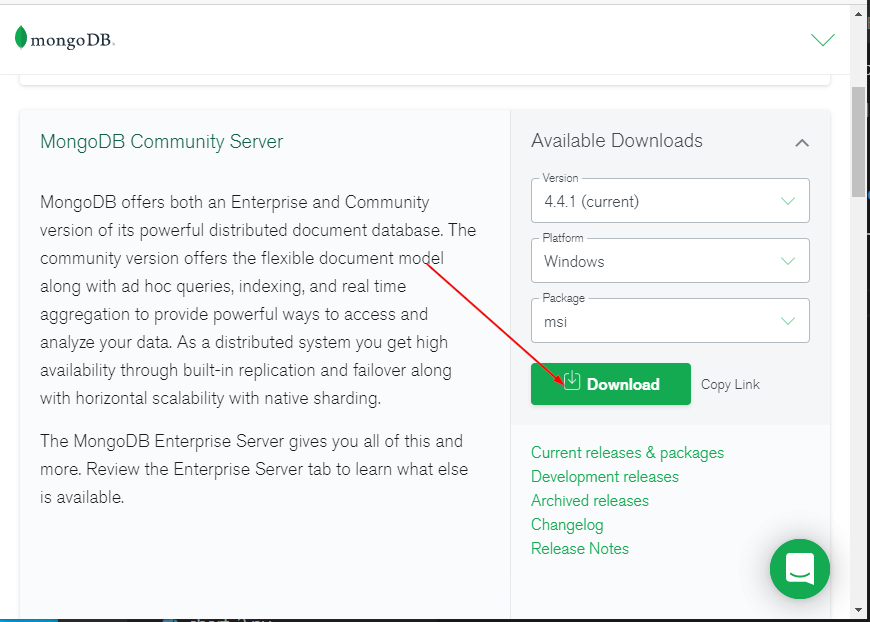 mongoDB.
MongoDB Community Server
MongoDB offers both an Enterprise and Community
version of its powerful distributed document database. The
community version offers the flexible document model
along with ad hoc queries, indexing, and real time
aggregation to provide powerful ways to access and
analyze your data. As a distributed system you get high
availability through built-in replication and failover along
with horizontal scalability with native sharding.
The MongoDB Enterprise Server gives you all of this and
more. Review the Enterprise Server tab to learn what else
is available.
Available Downloads
Version
4.4.1 (current)
Platform
Windows
Package
msi
Download
Copy Link
Current releases & packages
Development releases
Archived releases
Changelog
Release Notes